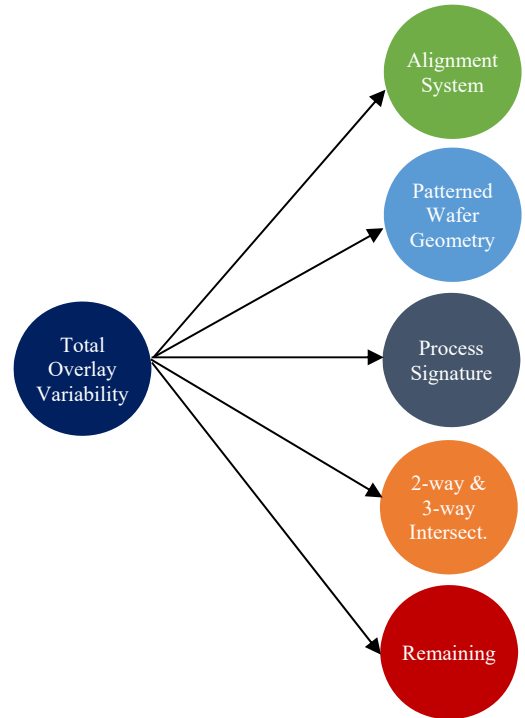 Alignment
System
Patterned
Wafer
Geometry
Total
Overlay
Variability
Process
Signature
2-way &
3-way
Intersect.
Remaining